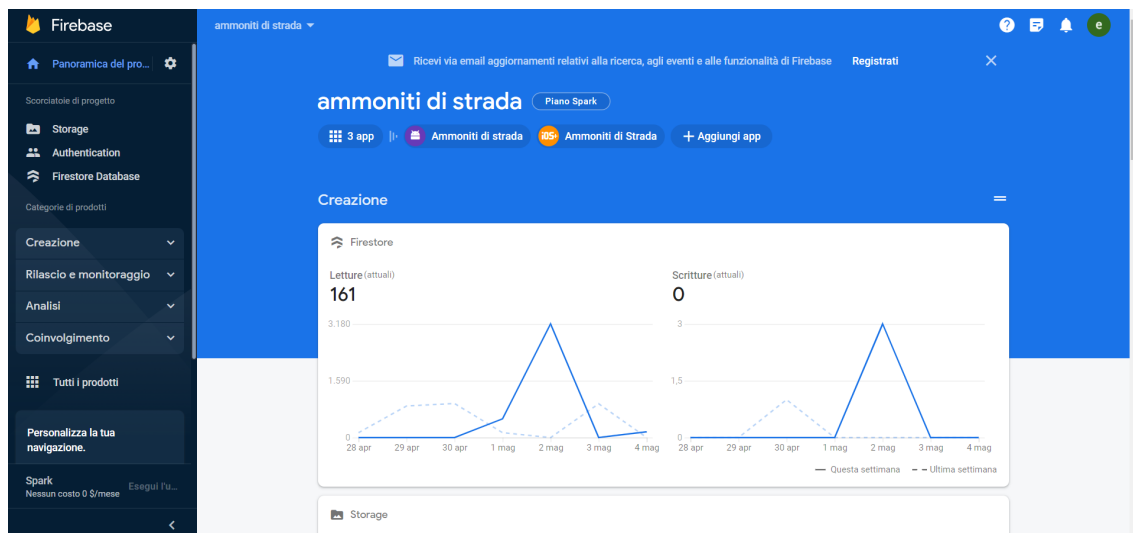 Firebase
ammoniti di strada
e
Panoramica del pro...
Ricevi via email aggiornamenti relativi alla ricerca, agli eventi e alle funzionalità di Firebase Registrati
Scorciatoie di progetto
Storage
Authentication
Firestore Database
Categorie di prodotti
Creazione
Rilascio e monitoraggio
Analisi
Coinvolgimento
Tutti i prodotti
Personalizza la tua
navigazione.
Spark
Nessun costo 0 $/mese
Esegui l'u...
ammoniti di strada Piano Spark
3 app Ammoniti di strada iOS+ Ammoniti di Strada + Aggiungi app
Creazione
Firestore
Letture (attuali)
161
3.180
1.590
0
28 apr 29 apr 30 apr 1 mag 2 mag 3 mag 4 mag
Scritture (attuali)
0
3
1,5
0
28 apr 29 apr 30 apr 1 mag 2 mag 3 mag 4 mag
Questa settimana Ultima settimana
Storage